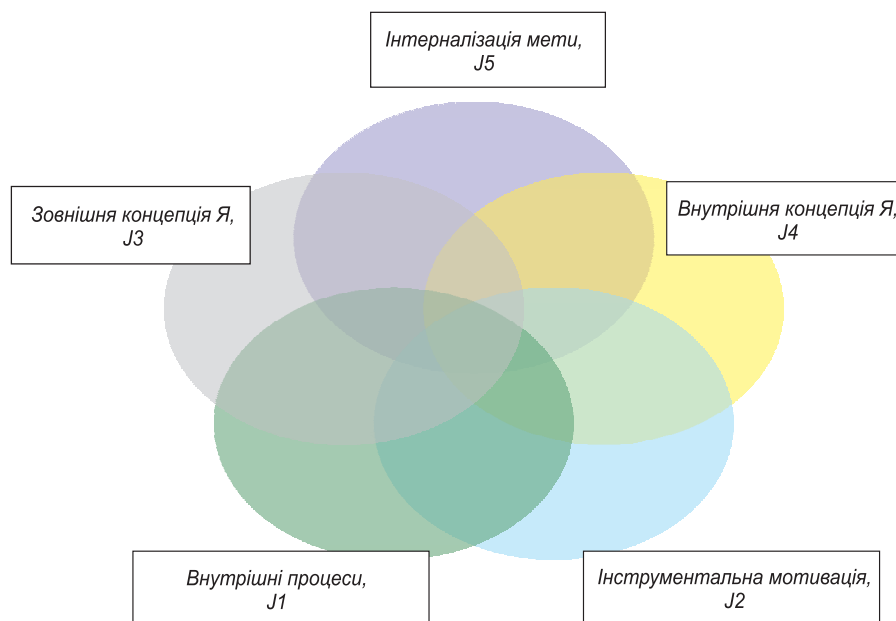 Інтерналізація мети,
J5
Зовнішня концепція Я,
J3
Внутрішня концепція Я,
J4
Внутрішні процеси,
J1
Інструментальна мотивація,
J2